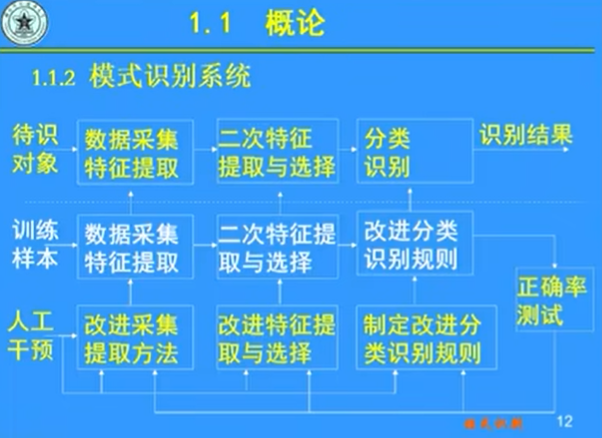 1.1 概论
1.1.2 模式识别系统
待识
对象
数据采集
特征提取
二次特征
提取与选择
分类
识别
识别结果
训练
样本
数据采集
特征提取
二次特征提
取与选择
改进分类
识别规则
正确率
测试
人工
干预
改进采集
提取方法
改进特征提
取与选择
制定改进分
类识别规则
12